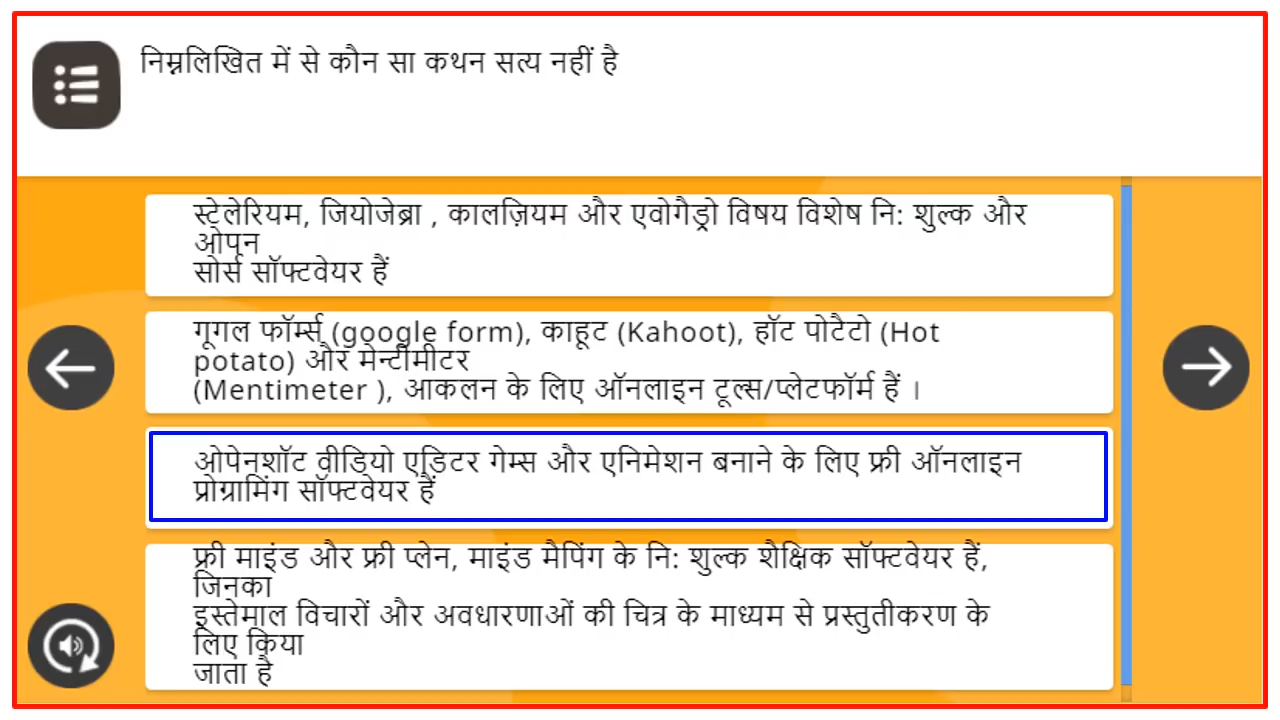 निम्नलिखित में से कौन सा कथन सत्य नहीं है
स्टेलेरियम, जियोजेब्रा , कालज़ियम और एवोगैड्रो विषय विशेष नि: शुल्क और
ओपन
सोर्स सॉफ्टवेयर हैं
गूगल फॉर्म्स (google form), काहूट (Kahoot), हॉट पोटैटो (Hot
potato) और मेन्टीमीटर
(Mentimeter ), आकलन के लिए ऑनलाइन टूल्स/प्लेटफॉर्म हैं ।
ओपेनशॉट वीडियो एडिटर गेम्स और एनिमेशन बनाने के लिए फ्री ऑनलाइन
प्रोग्रामिंग सॉफ्टवेयर हैं
फ्री माइंड और फ्री प्लेन, माइंड मैपिंग के नि: शुल्क शैक्षिक सॉफ्टवेयर हैं,
जिनका
इस्तेमाल विचारों और अवधारणाओं की चित्र के माध्यम से प्रस्तुतीकरण के
लिए किया
जाता है